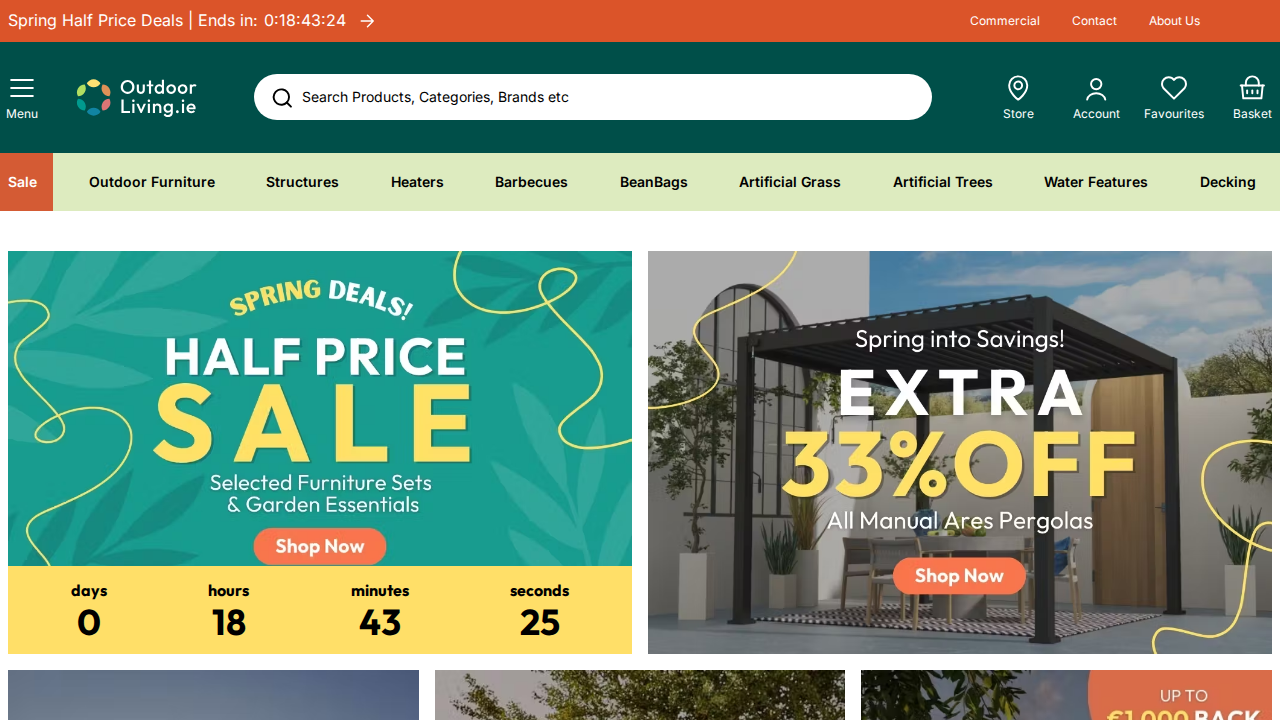 Spring Half Price Deals | Ends in: 0:18:43:24
Commercial
Contact
About Us
Menu
Outdoor
Living.ie
Search Products, Categories, Brands etc
Store
Account
Favourites
Basket
Sale
Outdoor Furniture
Structures
Heaters
Barbecues
BeanBags
Artificial Grass
Artificial Trees
Water Features
Decking
SPRING DEALS!
HALF PRICE
SALE
Selected Furniture Sets
& Garden Essentials
Shop Now
days
hours
minutes
seconds
0
18
43
25
Spring into Savings!
EXTRA
33%OFF
All Manual Ares Pergolas
Shop Now
UP TO
€1,000 BACK